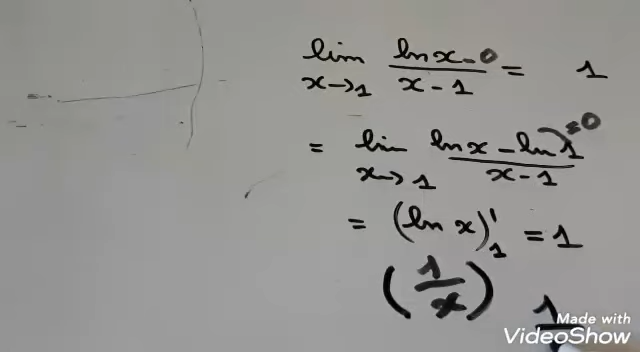 lim x→1 (ln x - 0)/(x - 1) = 1
= lim x→1 (ln x - ln 1)/(x - 1) =0
= (ln x)'₁ = 1
(1/x) 1
Made with
VideoShow